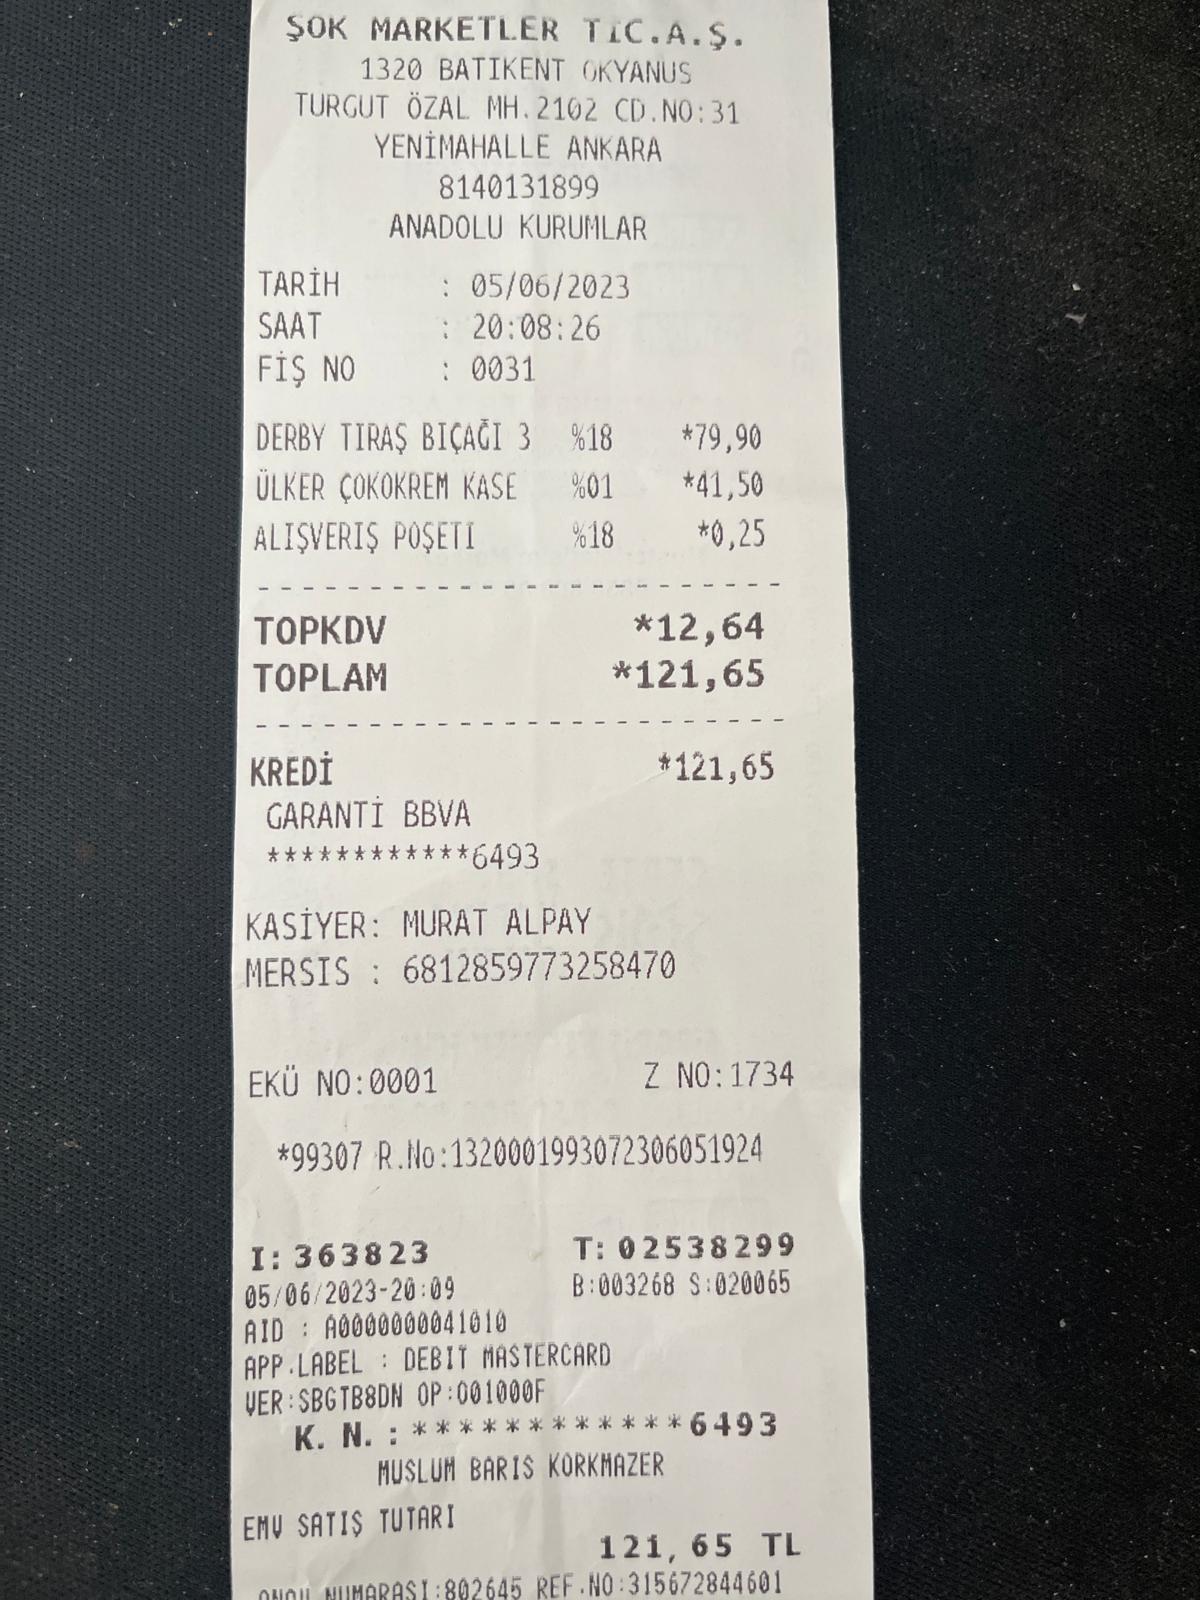 ŞOK MARKETLER TİC.A.Ş.
1320 BATIKENT OKYANUS
TURGUT ÖZAL MH.2102 CD.NO:31
YENİMAHALLE ANKARA
8140131899
ANADOLU KURUMLAR
TARİH : 05/06/2023
SAAT : 20:08:26
FİŞ NO : 0031
DERBY TIRAŞ BIÇAĞI 3 %18 *79,90
ÜLKER ÇOKOKREM KASE %01 *41,50
ALIŞVERIŞ POŞETI %18 *0,25
TOPKDV *12,64
TOPLAM *121,65
KREDİ *121,65
GARANTİ BBVA
************6493
KASİYER: MURAT ALPAY
MERSIS : 6812859773258470
EKÜ NO:0001 Z NO:1734
*99307 R.No:1320001993072306051924
I: 363823 T: 02538299
05/06/2023-20:09 B:003268 S:020065
AID : A0000000041010
APP.LABEL : DEBIT MASTERCARD
VER:SBGTB8DN OP:001000F
K. N. : ************6493
MUSLUM BARIS KORKMAZER
EMV SATIŞ TUTARI
121,65 TL
ONAY NUMARASI:802645 REF.NO:315672844601